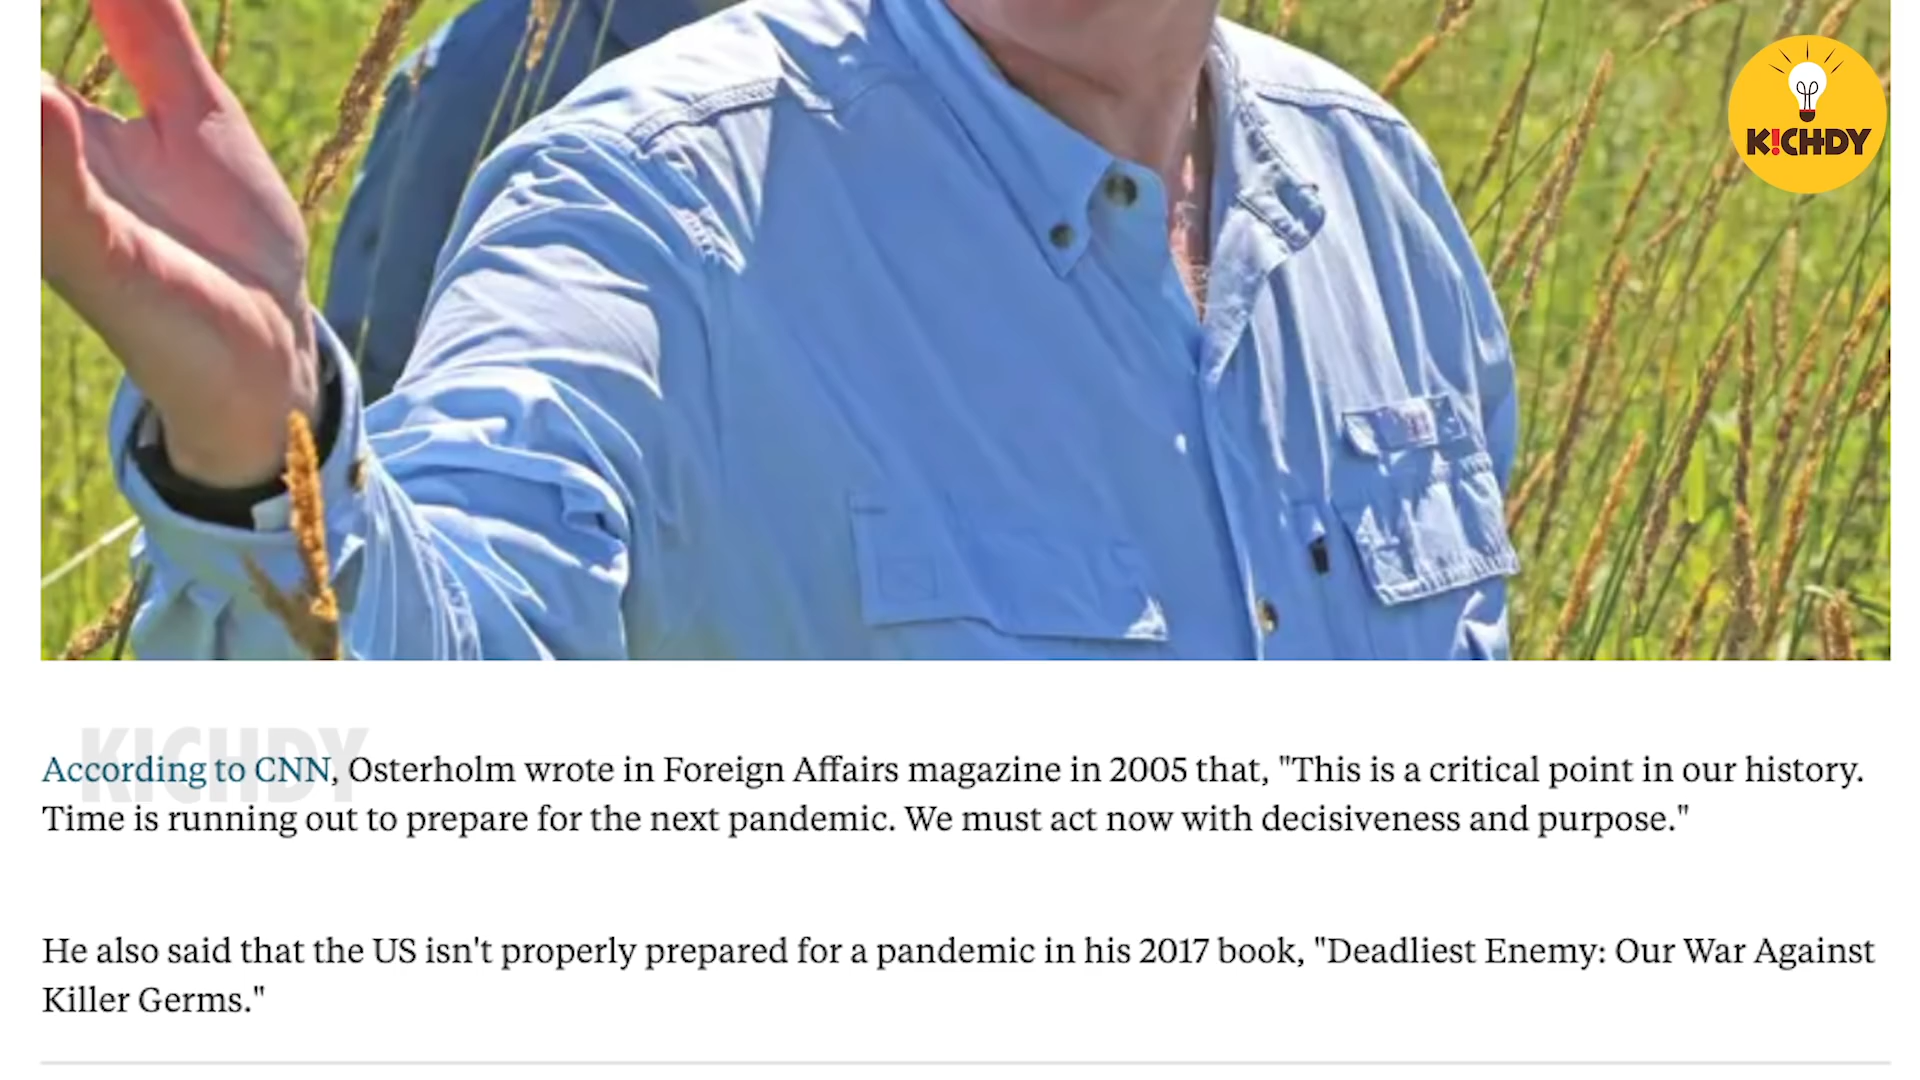 K!CHDY
KICHDY
According to CNN, Osterholm wrote in Foreign Affairs magazine in 2005 that, "This is a critical point in our history.
Time is running out to prepare for the next pandemic. We must act now with decisiveness and purpose."
He also said that the US isn't properly prepared for a pandemic in his 2017 book, "Deadliest Enemy: Our War Against
Killer Germs."